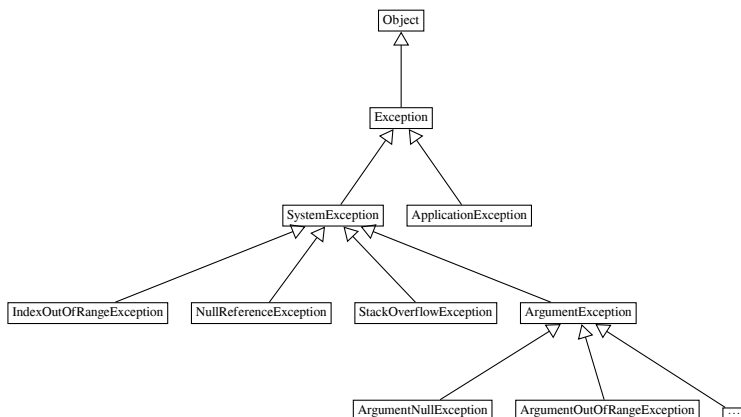 Object
Exception
SystemException
ApplicationException
IndexOutOfRangeException
NullReferenceException
StackOverflowException
ArgumentException
ArgumentNullException
ArgumentOutOfRangeException
...